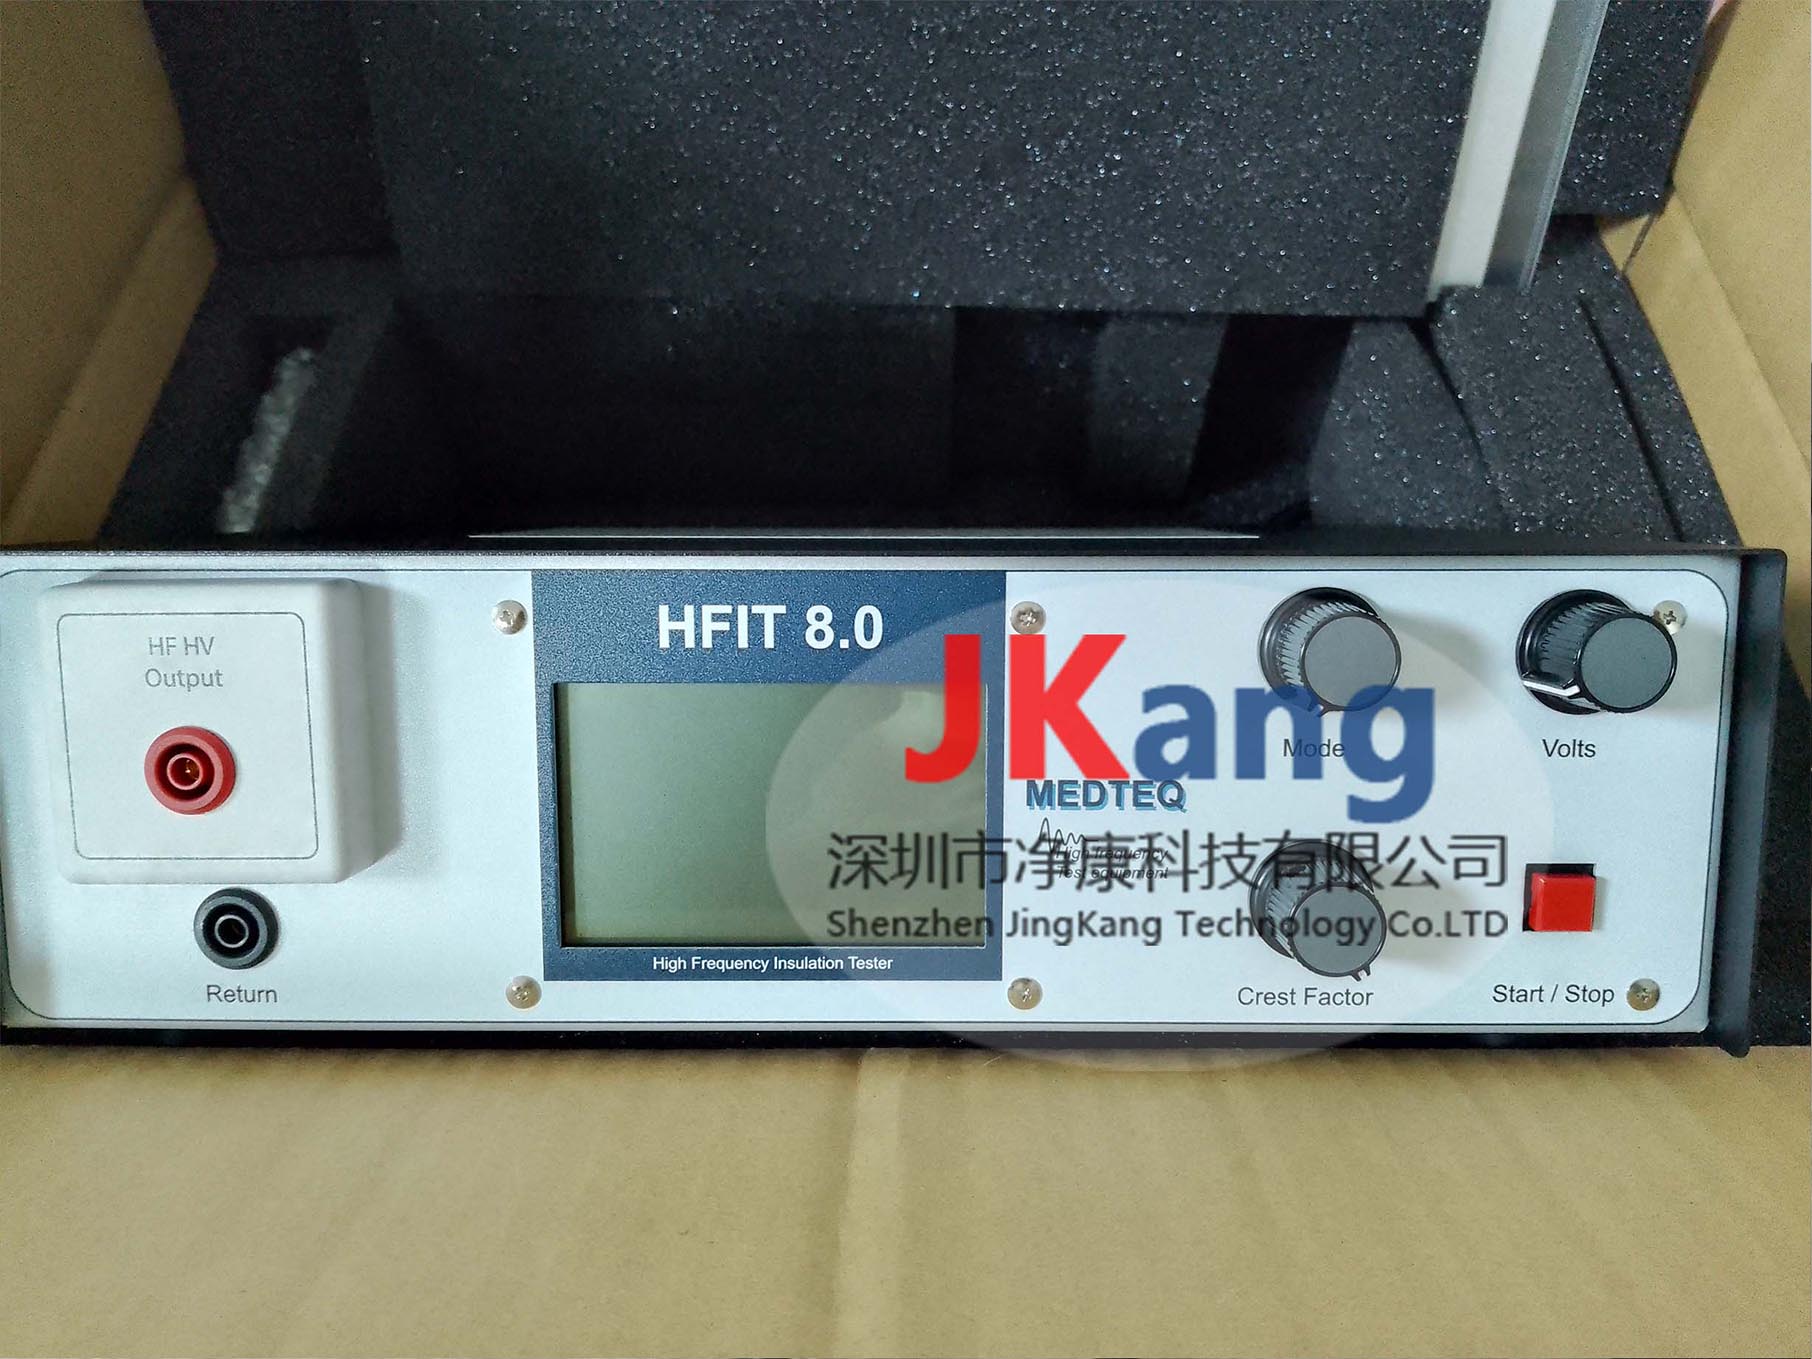 HF HV
Output
Return
HFIT 8.0
High Frequency Insulation Tester
JKang
MEDTEQ
High frequency
Test equipment
深圳市净康科技有限公司
Shenzhen JingKang Technology Co.LTD
Mode
Volts
Crest Factor
Start / Stop